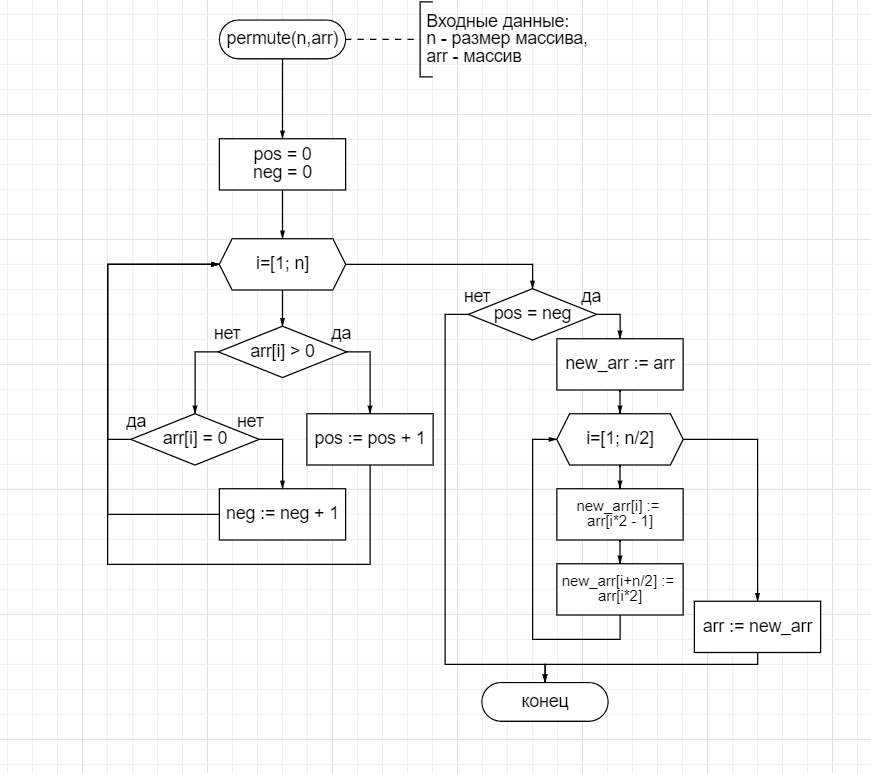 permute(n,arr)
Входные данные:
n - размер массива,
arr - массив
pos = 0
neg = 0
i=[1; n]
нет
да
arr[i] > 0
да
нет
arr[i] = 0
pos := pos + 1
neg := neg + 1
нет
да
pos = neg
new_arr := arr
i=[1; n/2]
new_arr[i] :=
arr[i*2 - 1]
new_arr[i+n/2] :=
arr[i*2]
arr := new_arr
конец